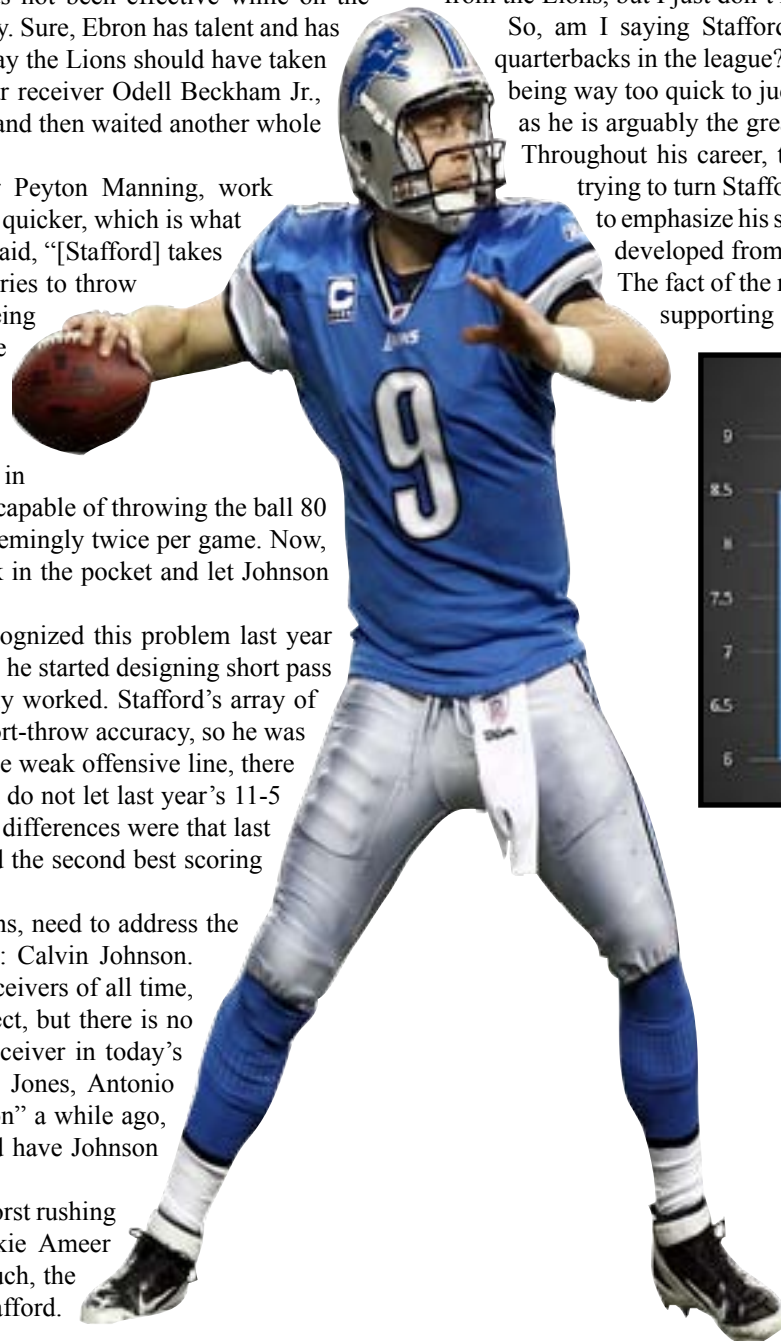 s not been effective while on the
y. Sure, Ebron has talent and has
ay the Lions should have taken
r receiver Odell Beckham Jr.,
and then waited another whole
Peyton Manning, work
quicker, which is what
aid, “[Stafford] takes
ries to throw
eing
e
in
capable of throwing the ball 80
eemingly twice per game. Now,
k in the pocket and let Johnson
ognized this problem last year
he started designing short pass
y worked. Stafford’s array of
ort-throw accuracy, so he was
e weak offensive line, there
do not let last year’s 11-5
differences were that last
d the second best scoring
ns, need to address the
: Calvin Johnson.
ceivers of all time,
ect, but there is no
ceiver in today’s
Jones, Antonio
on” a while ago,
d have Johnson
orst rushing
kie Ameer
uch, the
afford.
from the Lions, but I just don’t
So, am I saying Stafford
quarterbacks in the league?
being way too quick to ju
as he is arguably the gre
Throughout his career, t
trying to turn Staffo
to emphasize his s
developed from
The fact of the
supporting
C
LIONS
9
Wilson
9
8.5
8
7.5
7
6.5
6